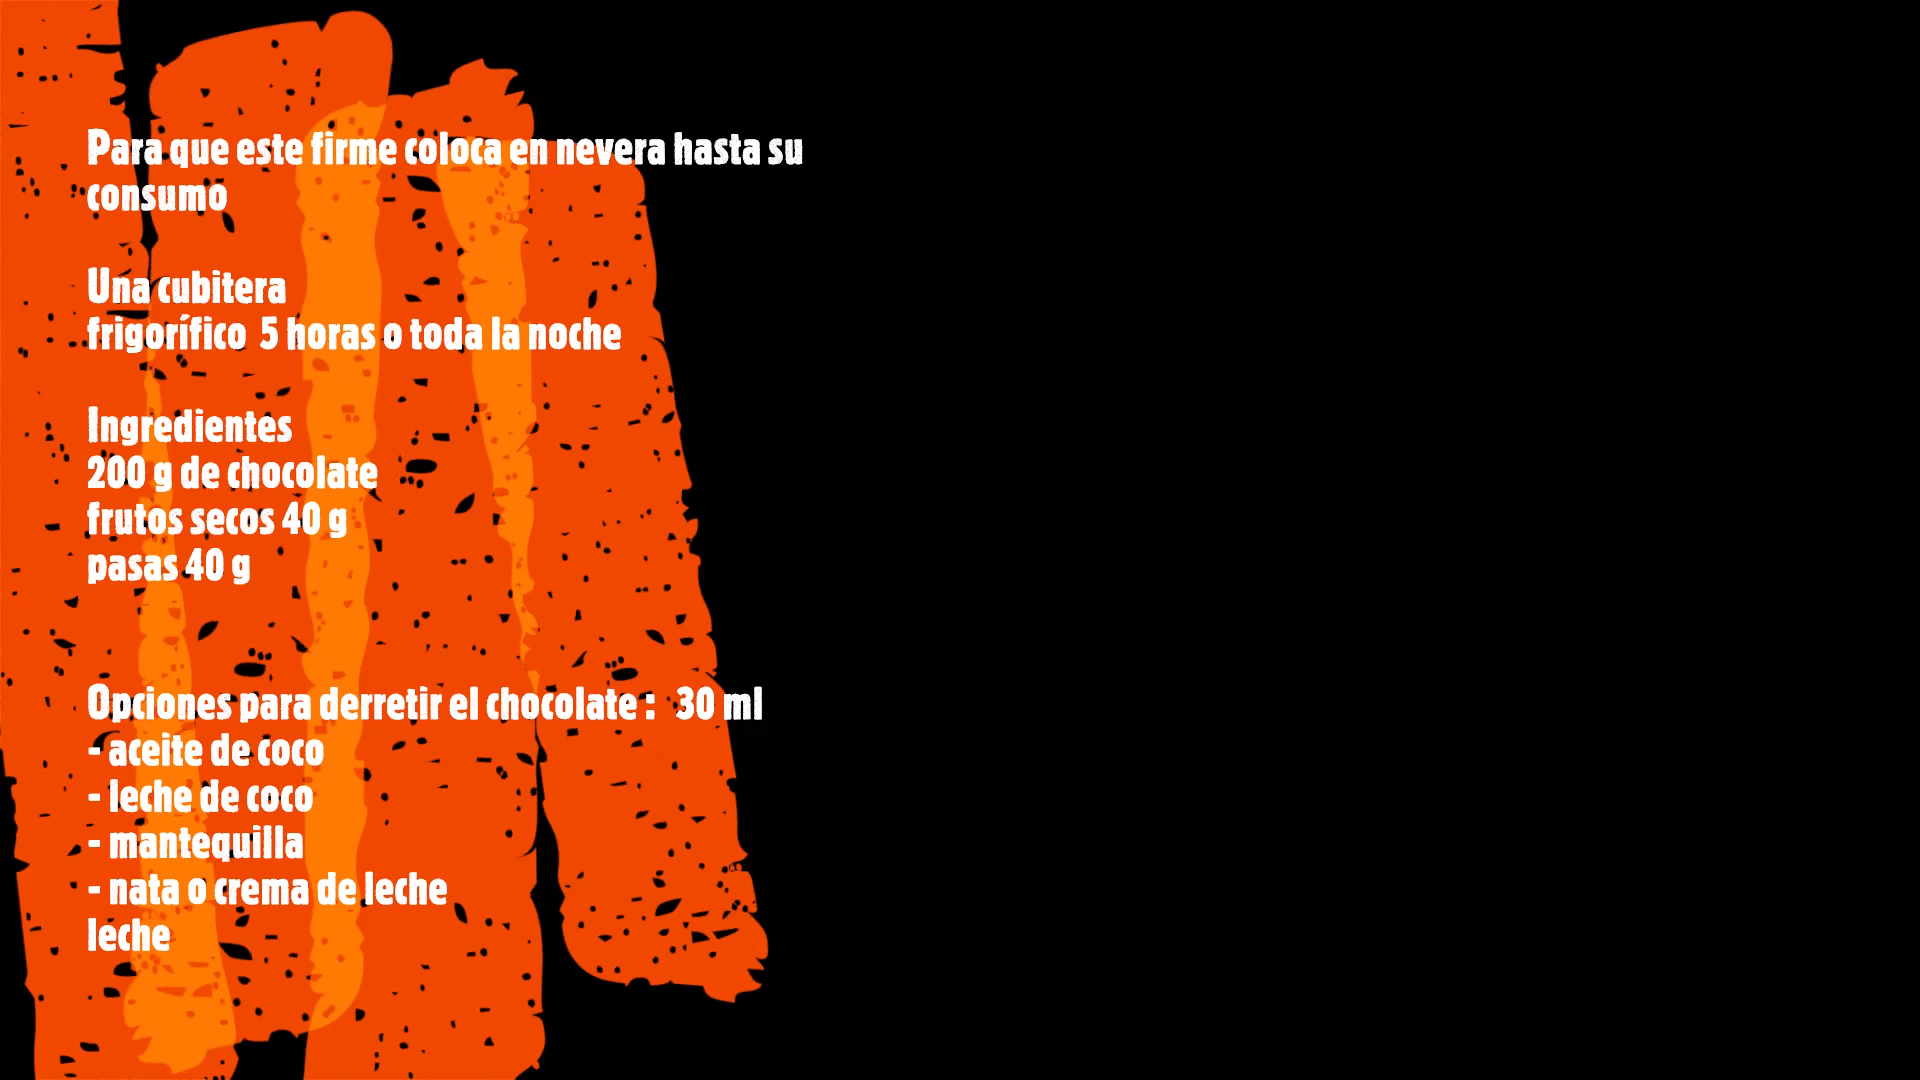 Para que este firme coloca en nevera hasta su
consumo
Una cubitera
frigorífico 5 horas o toda la noche
Ingredientes
200 g de chocolate
frutos secos 40 g
pasas 40 g
Opciones para derretir el chocolate : 30 ml
- aceite de coco
- leche de coco
- mantequilla
- nata o crema de leche
leche